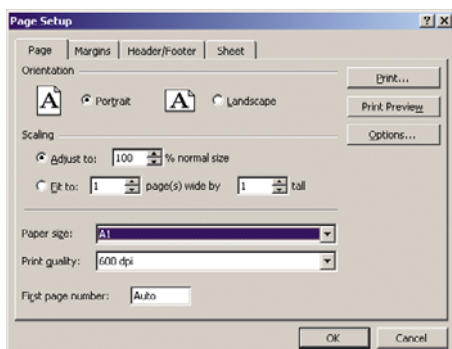 Page Setup
Page Margins Header/Footer Sheet
Orientation
A Portrait A Landscape
Scaling
Adjust to: 100 % normal size
Fit to: 1 page(s) wide by 1 tall
Paper size: A1
Print quality: 600 dpi
First page number: Auto
Print...
Print Preview
Options...
OK Cancel